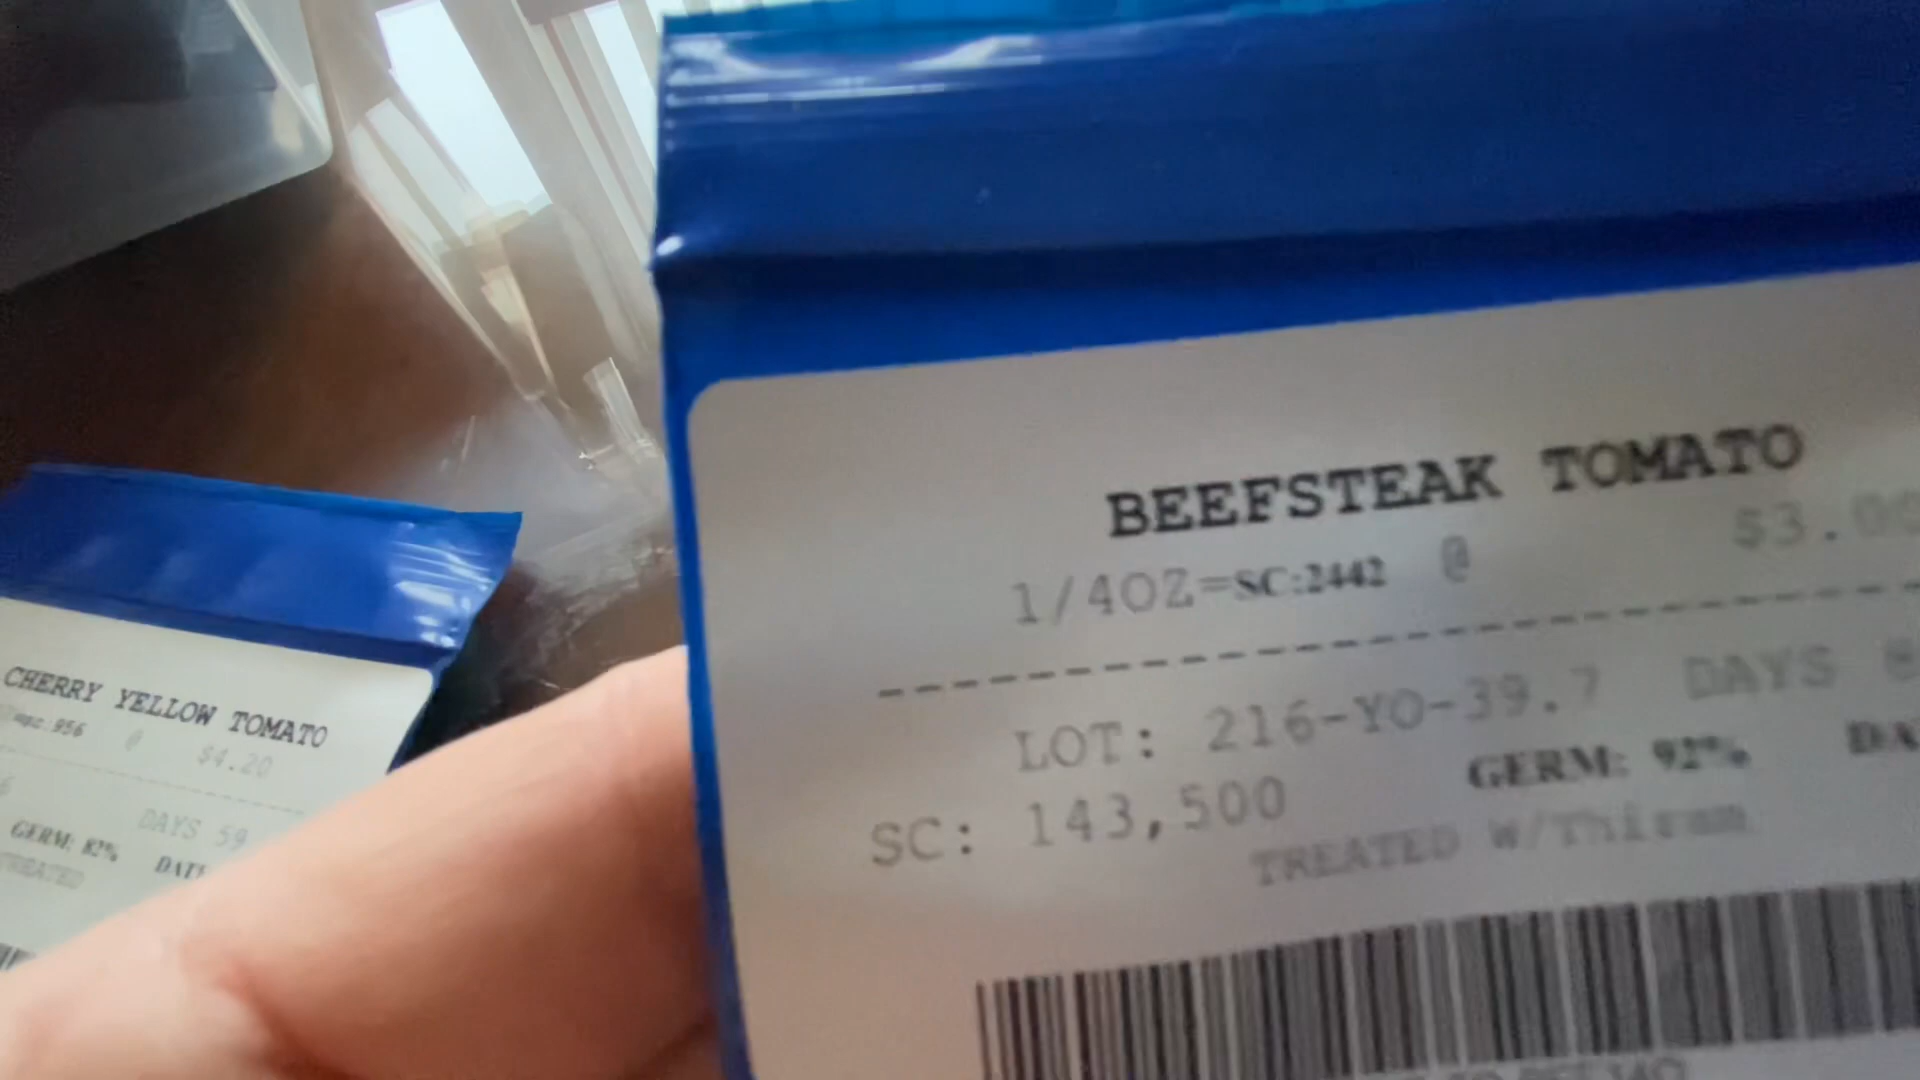 BEEFSTEAK TOMATO
1/4OZ=SC:2442 @ $3.00
LOT: 216-YO-39.7 DAYS
SC: 143,500 GERM: 92%
TREATED W/Thiram
CHERRY YELLOW TOMATO
@ $4.20
DAYS 59
GERM: 82%